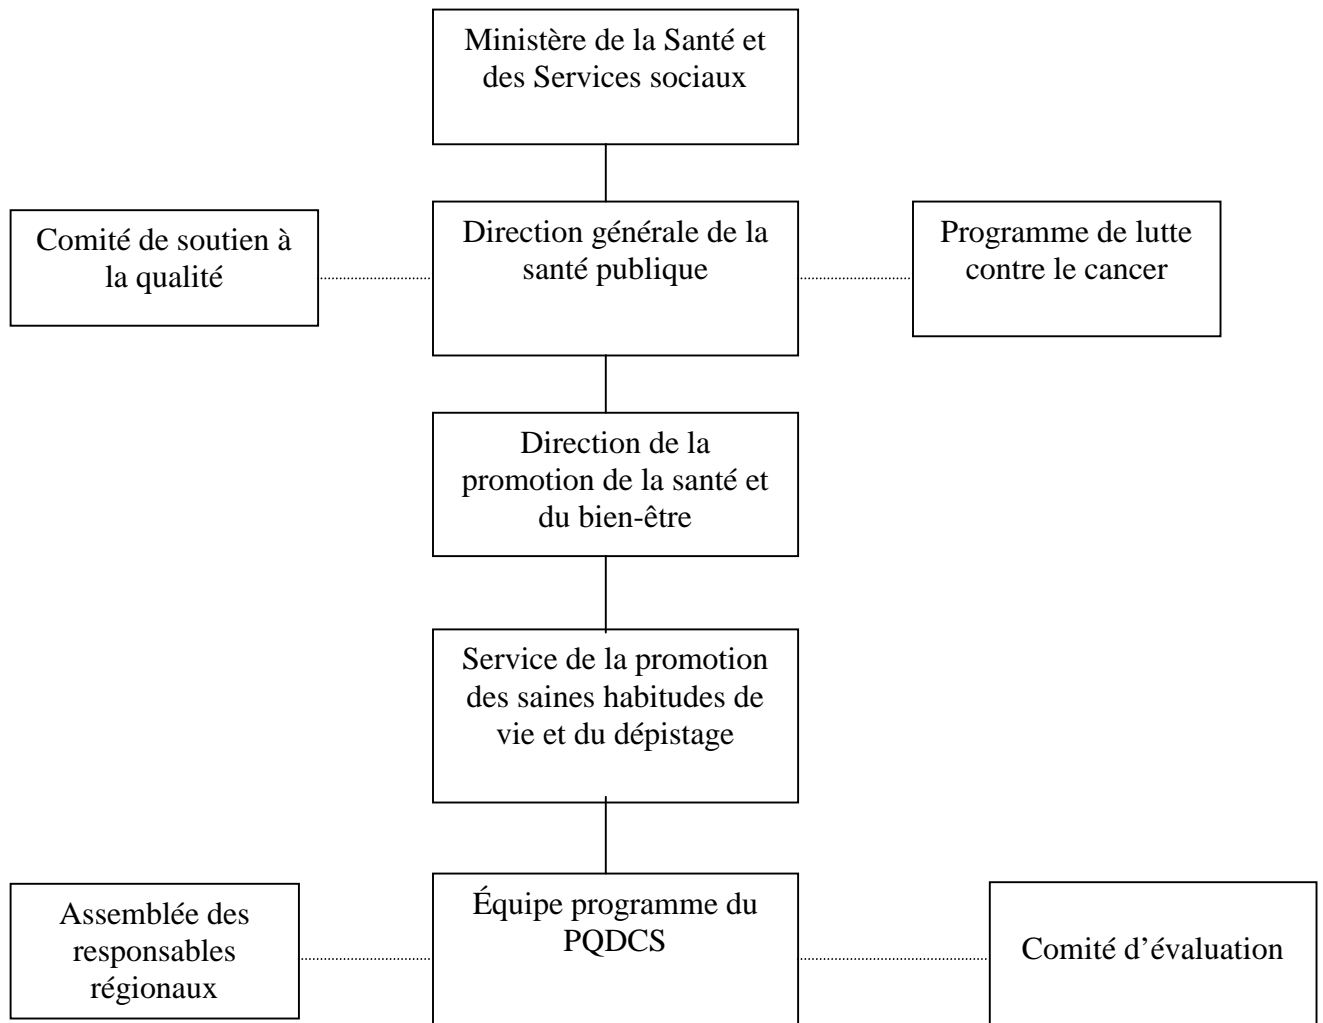 Ministère de la Santé et
des Services sociaux
Comité de soutien à
la qualité
Direction générale de la
santé publique
Programme de lutte
contre le cancer
Direction de la
promotion de la santé et
du bien-être
Service de la promotion
des saines habitudes de
vie et du dépistage
Assemblée des
responsables
régionaux
Équipe programme du
PQDCS
Comité d’évaluation